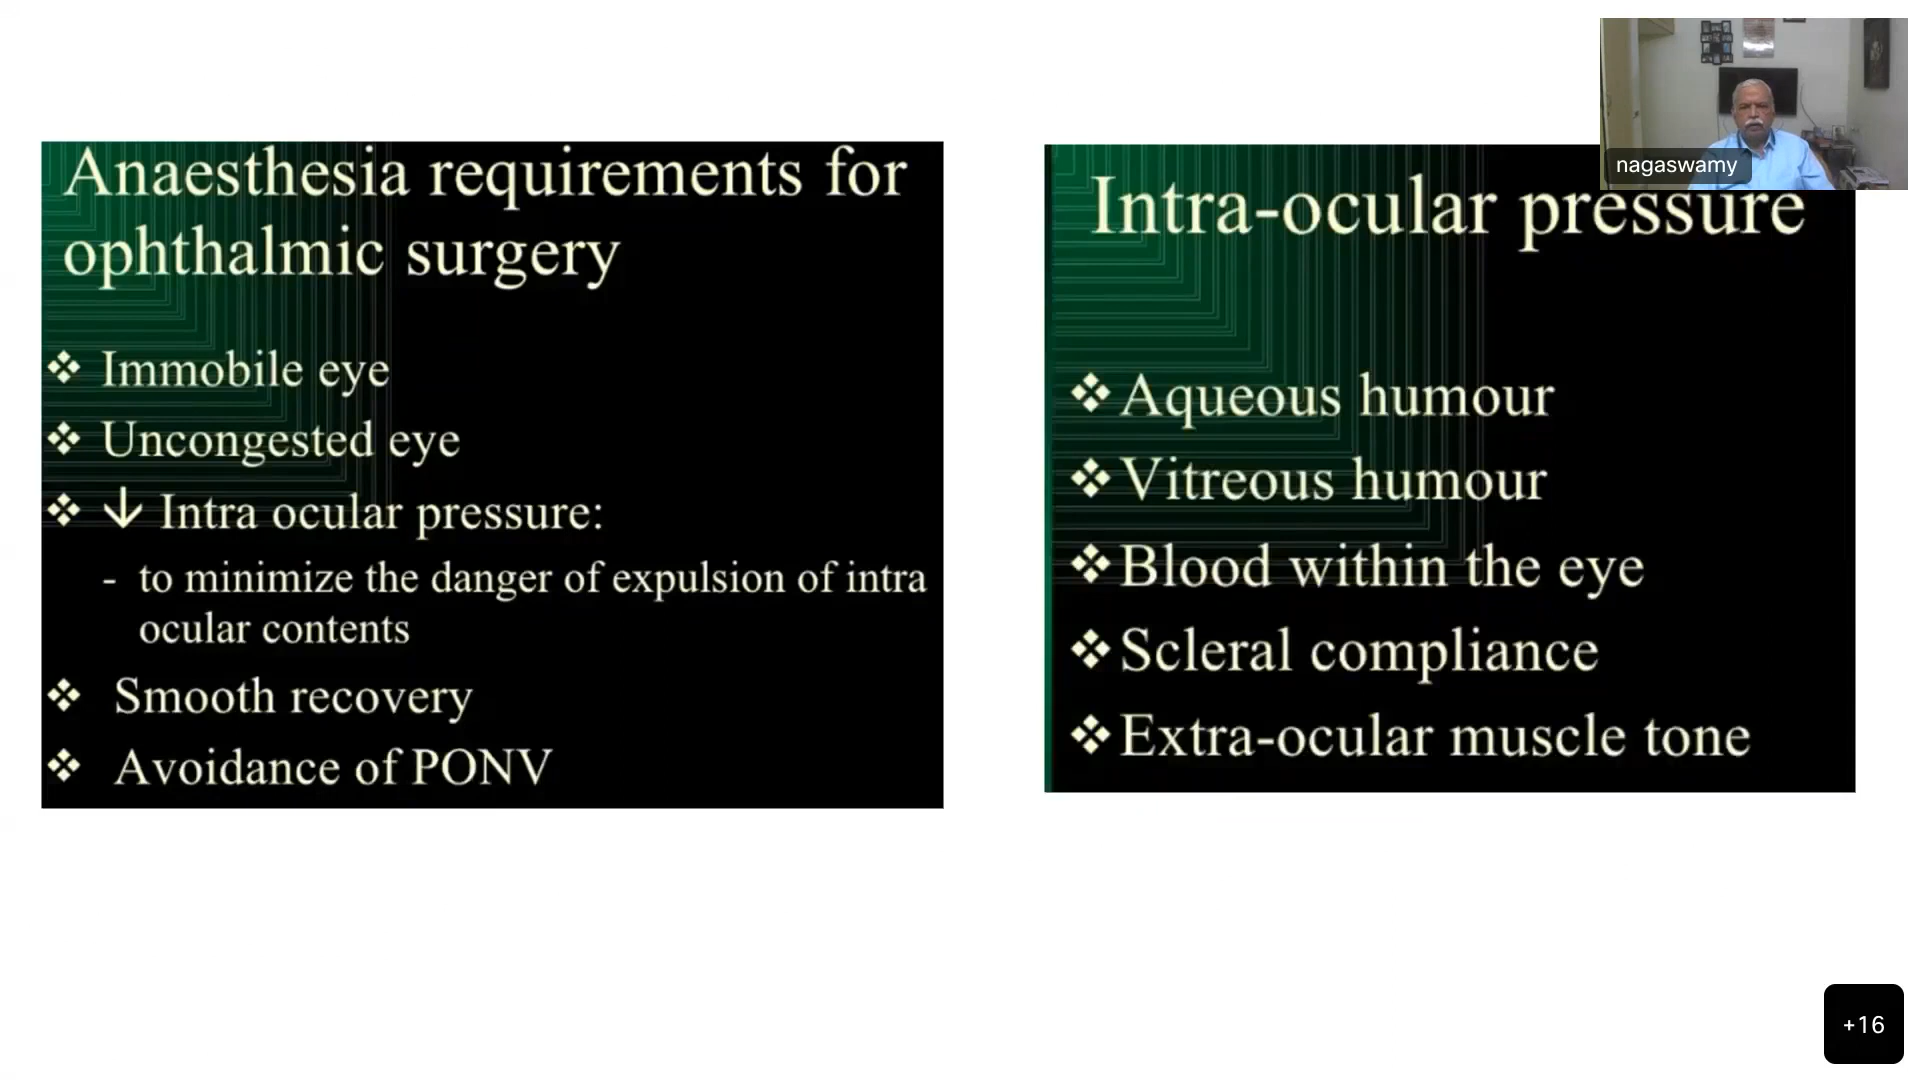 Anaesthesia requirements for
ophthalmic surgery
❖ Immobile eye
❖ Uncongested eye
❖ ↓ Intra ocular pressure:
- to minimize the danger of expulsion of intra
ocular contents
❖ Smooth recovery
❖ Avoidance of PONV
Intra-ocular pressure
❖ Aqueous humour
❖ Vitreous humour
❖ Blood within the eye
❖ Scleral compliance
❖ Extra-ocular muscle tone
nagaswamy
+16